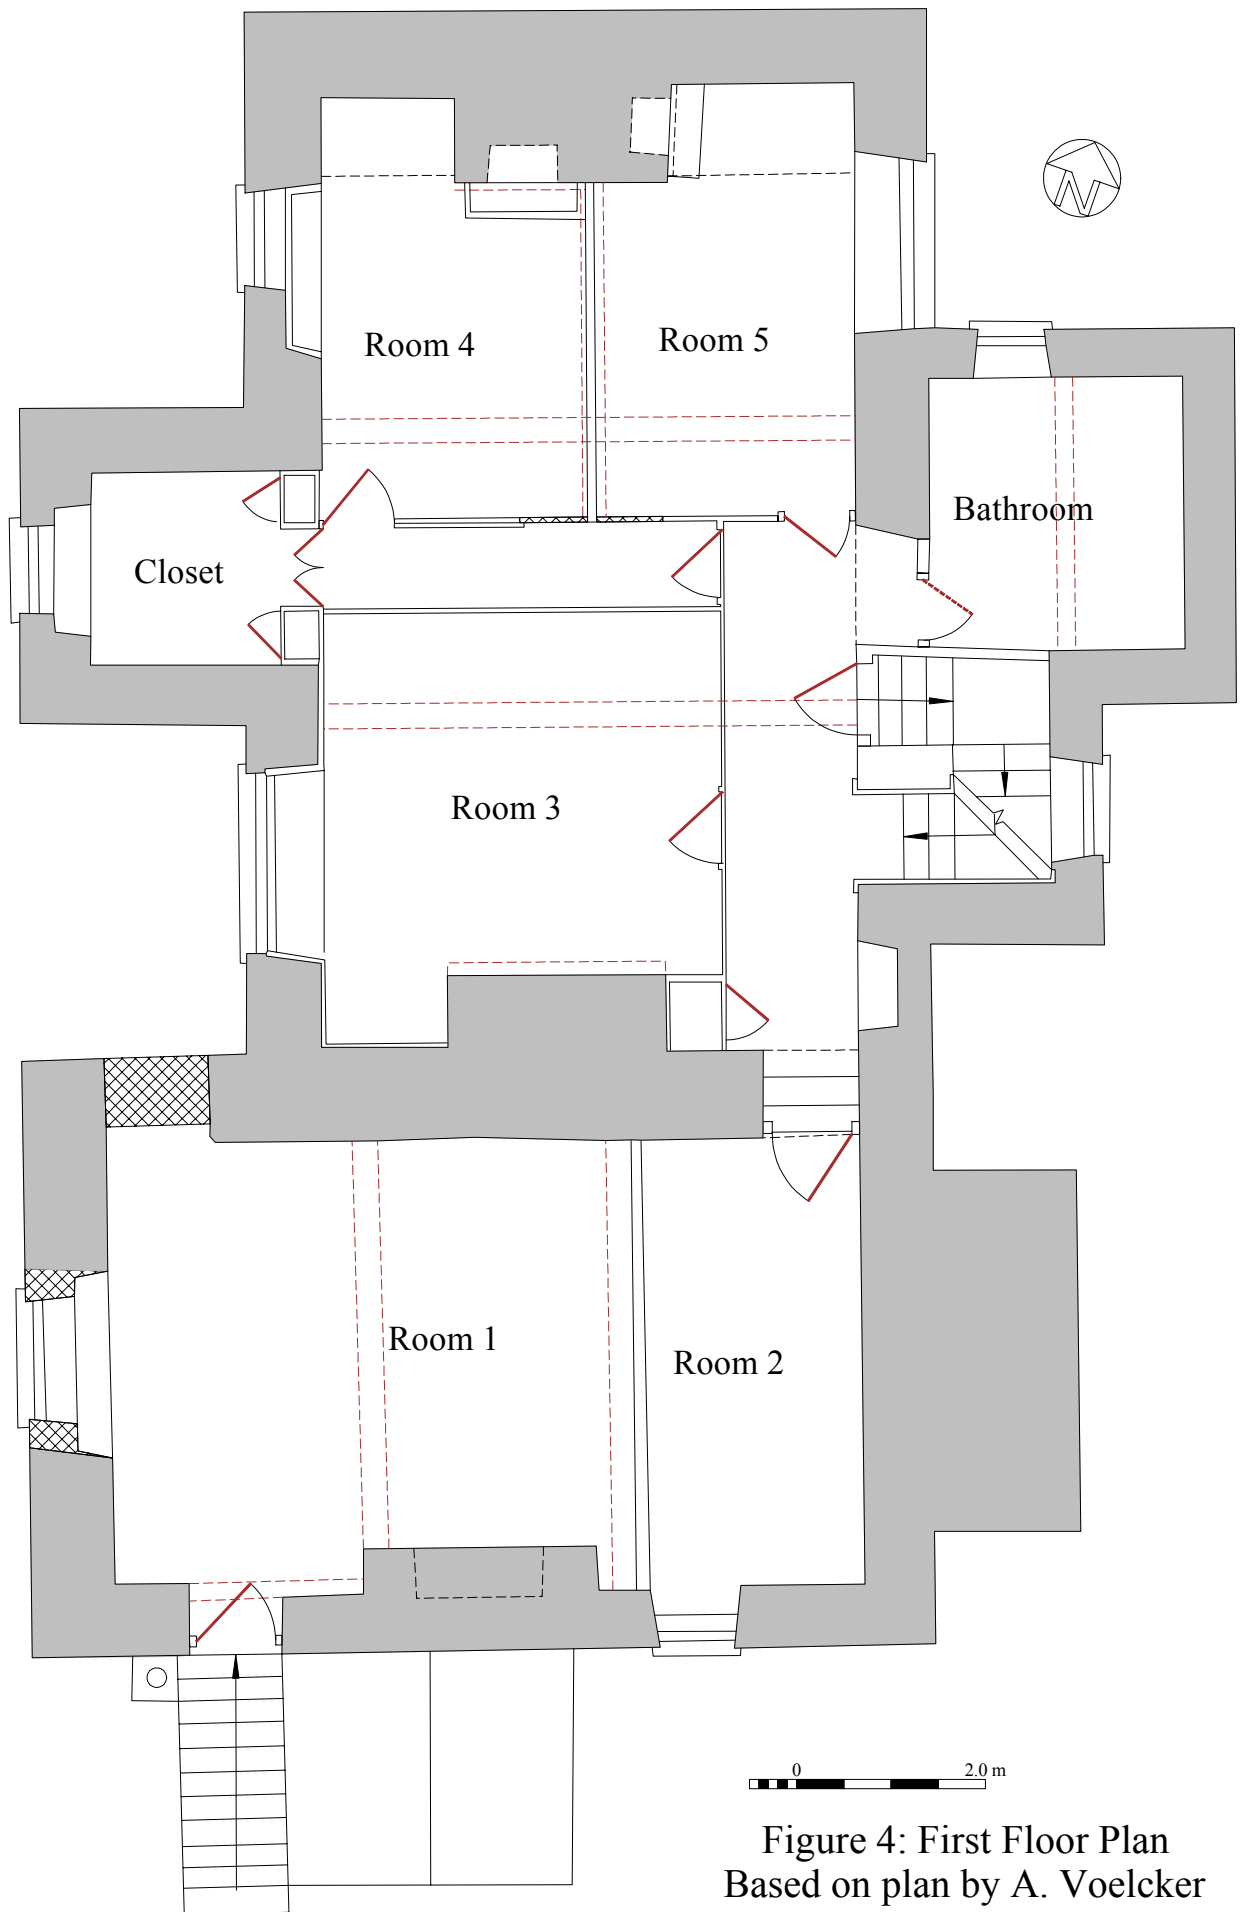 N
Room 4
Room 5
Bathroom
Closet
Room 3
Room 1
Room 2
0 2.0 m
Figure 4: First Floor Plan
Based on plan by A. Voelcker